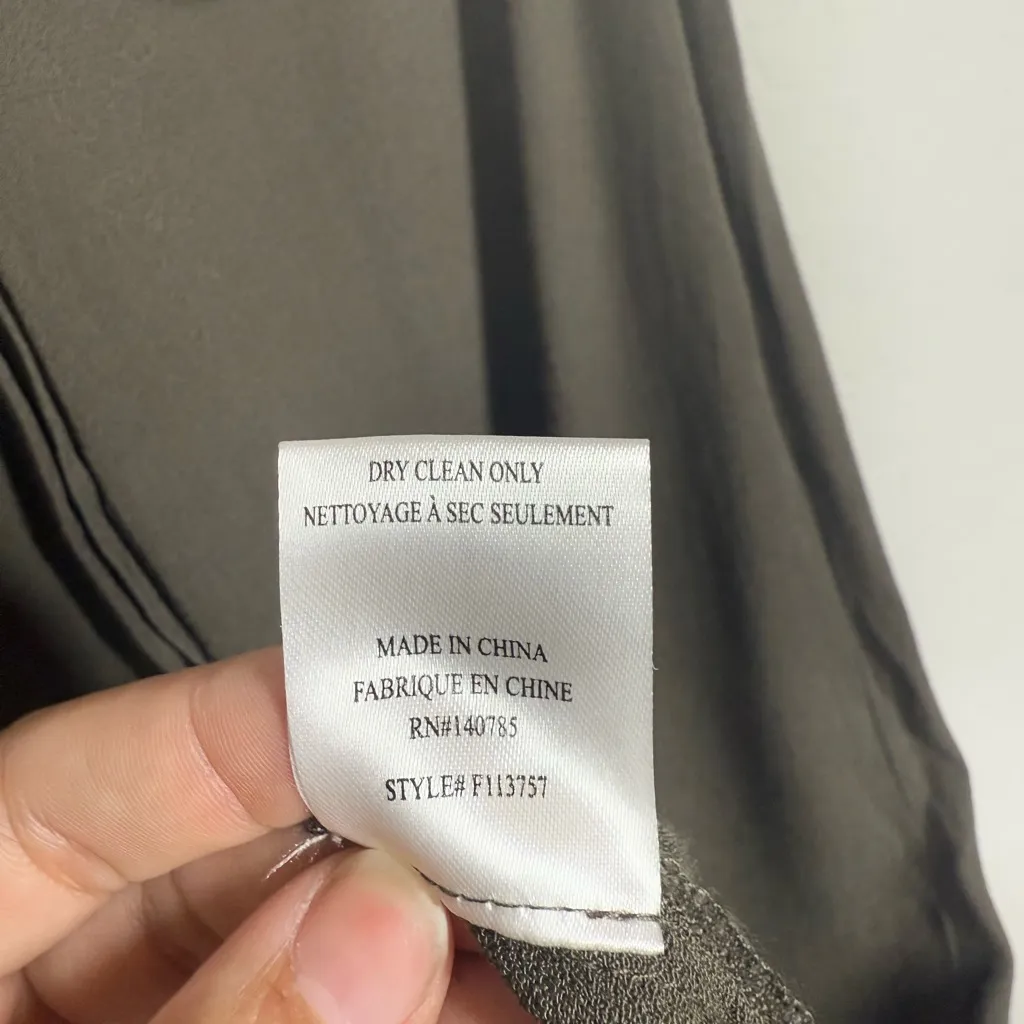 DRY CLEAN ONLY
NETTOYAGE À SEC SEULEMENT
MADE IN CHINA
FABRIQUE EN CHINE
RN#140785
STYLE# F113757